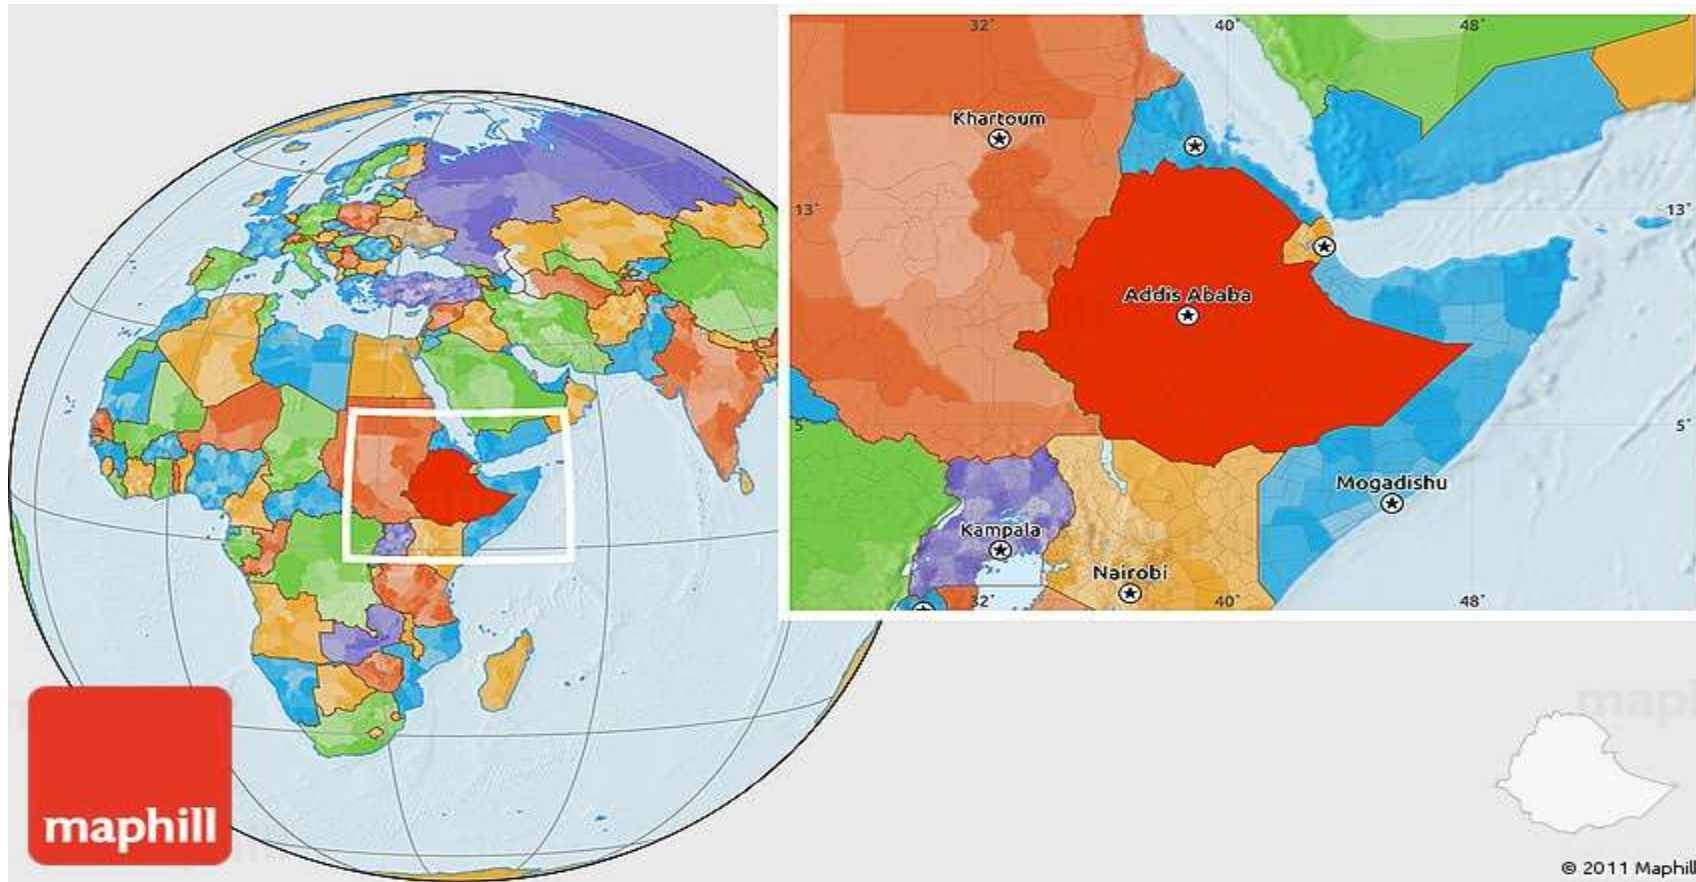 32° 40° 48°
Khartoum
13° 13°
Addis Ababa
5° 5°
Mogadishu
Kampala
Nairobi
32° 40° 48°
maphill
© 2011 Maphill